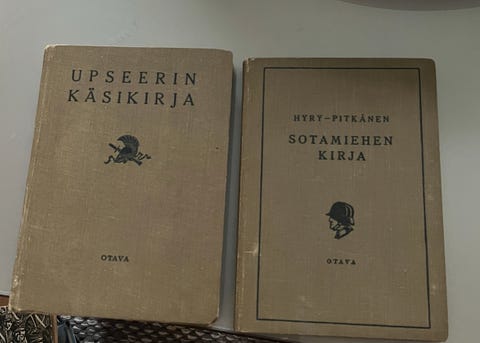 UPSEERIN
KÄSIKIRJA
OTAVA
HYRY—PITKÄNEN
SOTAMIEHEN
KIRJA
OTAVA